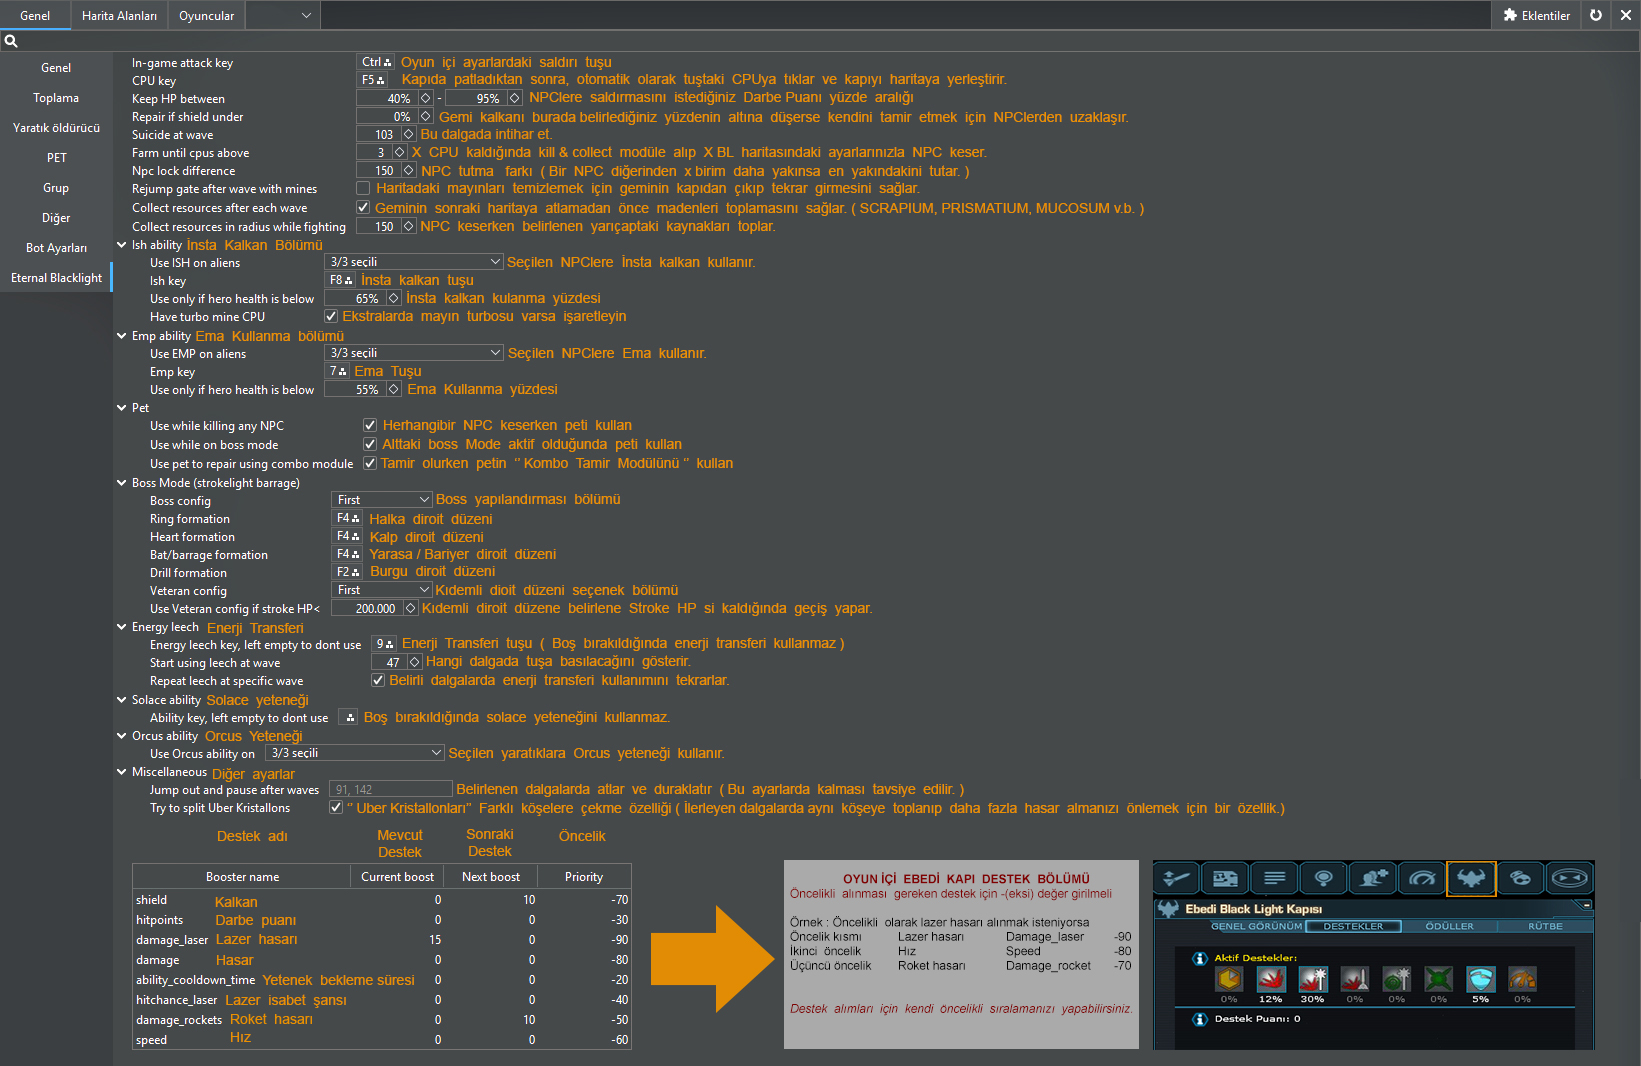 Genel Harita Alanları Oyuncular Eklentiler
Genel
Toplama
Yaratık öldürücü
PET
Grup
Diğer
Bot Ayarları
Eternal Blacklight
In-game attack key Ctrl Oyun içi ayarlardaki saldırı tuşu
CPU key F5 Kapıda patladıktan sonra, otomatik olarak tuştaki CPUya tıklar ve kapıyı haritaya yerleştirir.
Keep HP between 40% - 95% NPClere saldırmasını istediğiniz Darbe Puanı yüzde aralığı
Repair if shield under 0% Gemi kalkanı burada belirlediğiniz yüzdenin altına düşerse kendini tamir etmek için NPClerden uzaklaşır.
Suicide at wave 103 Bu dalgada intihar et.
Farm until cpus above 3 X CPU kaldığında kill & collect modüle alıp X BL haritasındaki ayarlarınızla NPC keser.
Npc lock difference 150 NPC tutma farkı ( Bir NPC diğerinden x birim daha yakınsa en yakındakini tutar. )
Rejump gate after wave with mines Haritadaki mayınları temizlemek için geminin kapıdan çıkıp tekrar girmesini sağlar.
Collect resources after each wave Geminin sonraki haritaya atlamadan önce madenleri toplamasını sağlar. ( SCRAPIUM, PRISMATIUM, MUCOSUM v.b. )
Collect resources in radius while fighting 150 NPC keserken belirlenen yarıçaptaki kaynakları toplar.
Ish ability İnsta Kalkan Bölümü
Use ISH on aliens 3/3 seçili Seçilen NPClere İnsta kalkan kullanır.
Ish key F8 İnsta kalkan tuşu
Use only if hero health is below 65% İnsta kalkan kulanma yüzdesi
Have turbo mine CPU Ekstralarda mayın turbosu varsa işaretleyin
Emp ability Ema Kullanma bölümü
Use EMP on aliens 3/3 seçili Seçilen NPClere Ema kullanır.
Emp key 7 Ema Tuşu
Use only if hero health is below 55% Ema Kullanma yüzdesi
Pet
Use while killing any NPC Herhangibir NPC keserken peti kullan
Use while on boss mode Alttaki boss Mode aktif olduğunda peti kullan
Use pet to repair using combo module Tamir olurken petin " Kombo Tamir Modülünü " kullan
Boss Mode (strokelight barrage)
Boss config First Boss yapılandırması bölümü
Ring formation F4 Halka diroit düzeni
Heart formation F4 Kalp diroit düzeni
Bat/barrage formation F4 Yarasa / Bariyer diroit düzeni
Drill formation F2 Burgu diroit düzeni
Veteran config First Kıdemli dioit düzeni seçenek bölümü
Use Veteran config if stroke HP< 200.000 Kıdemli diroit düzene belirlene Stroke HP si kaldığında geçiş yapar.
Energy leech Enerji Transferi
Energy leech key, left empty to dont use 9 Enerji Transferi tuşu ( Boş bırakıldığında enerji transferi kullanmaz )
Start using leech at wave 47 Hangi dalgada tuşa basılacağını gösterir.
Repeat leech at specific wave Belirli dalgalarda enerji transferi kullanımını tekrarlar.
Solace ability Solace yeteneği
Ability key, left empty to dont use Boş bırakıldığında solace yeteneğini kullanmaz.
Orcus ability Orcus Yeteneği
Use Orcus ability on 3/3 seçili Seçilen yaratıklara Orcus yeteneği kullanır.
Miscellaneous Diğer ayarlar
Jump out and pause after waves 91, 142 Belirlenen dalgalarda atlar ve duraklatır ( Bu ayarlarda kalması tavsiye edilir. )
Try to split Uber Kristallons " Uber Kristallonları" Farklı köşelere çekme özelliği ( İlerleyen dalgalarda aynı köşeye toplanıp daha fazla hasar almanızı önlemek için bir özellik.)
Destek adı Mevcut Destek Sonraki Destek Öncelik
Booster name Current boost Next boost Priority
shield Kalkan 0 10 -70
hitpoints Darbe puanı 0 0 -30
damage_laser Lazer hasarı 15 0 -90
damage Hasar 0 0 -80
ability_cooldown_time Yetenek bekleme süresi 0 0 -20
hitchance_laser Lazer isabet şansı 0 0 -40
damage_rockets Roket hasarı 0 10 -50
speed Hız 0 0 -60
OYUN İÇİ EBEDİ KAPI DESTEK BÖLÜMÜ
Öncelikli alınması gereken destek için -(eksi) değer girilmeli
Örnek : Öncelikli olarak lazer hasarı alınmak isteniyorsa
Öncelik kısmı Lazer hasarı Damage_laser -90
İkinci öncelik Hız Speed -80
Üçüncü öncelik Roket hasarı Damage_rocket -70
Destek alımları için kendi öncelikli sıralamanızı yapabilirsiniz.
Ebedi Black Light Kapısı
GENEL GÖRÜNÜM DESTEKLER ÖDÜLLER RÜTBE
Aktif Destekler:
0% 12% 30% 0% 0% 0% 5% 0%
Destek Puanı: 0